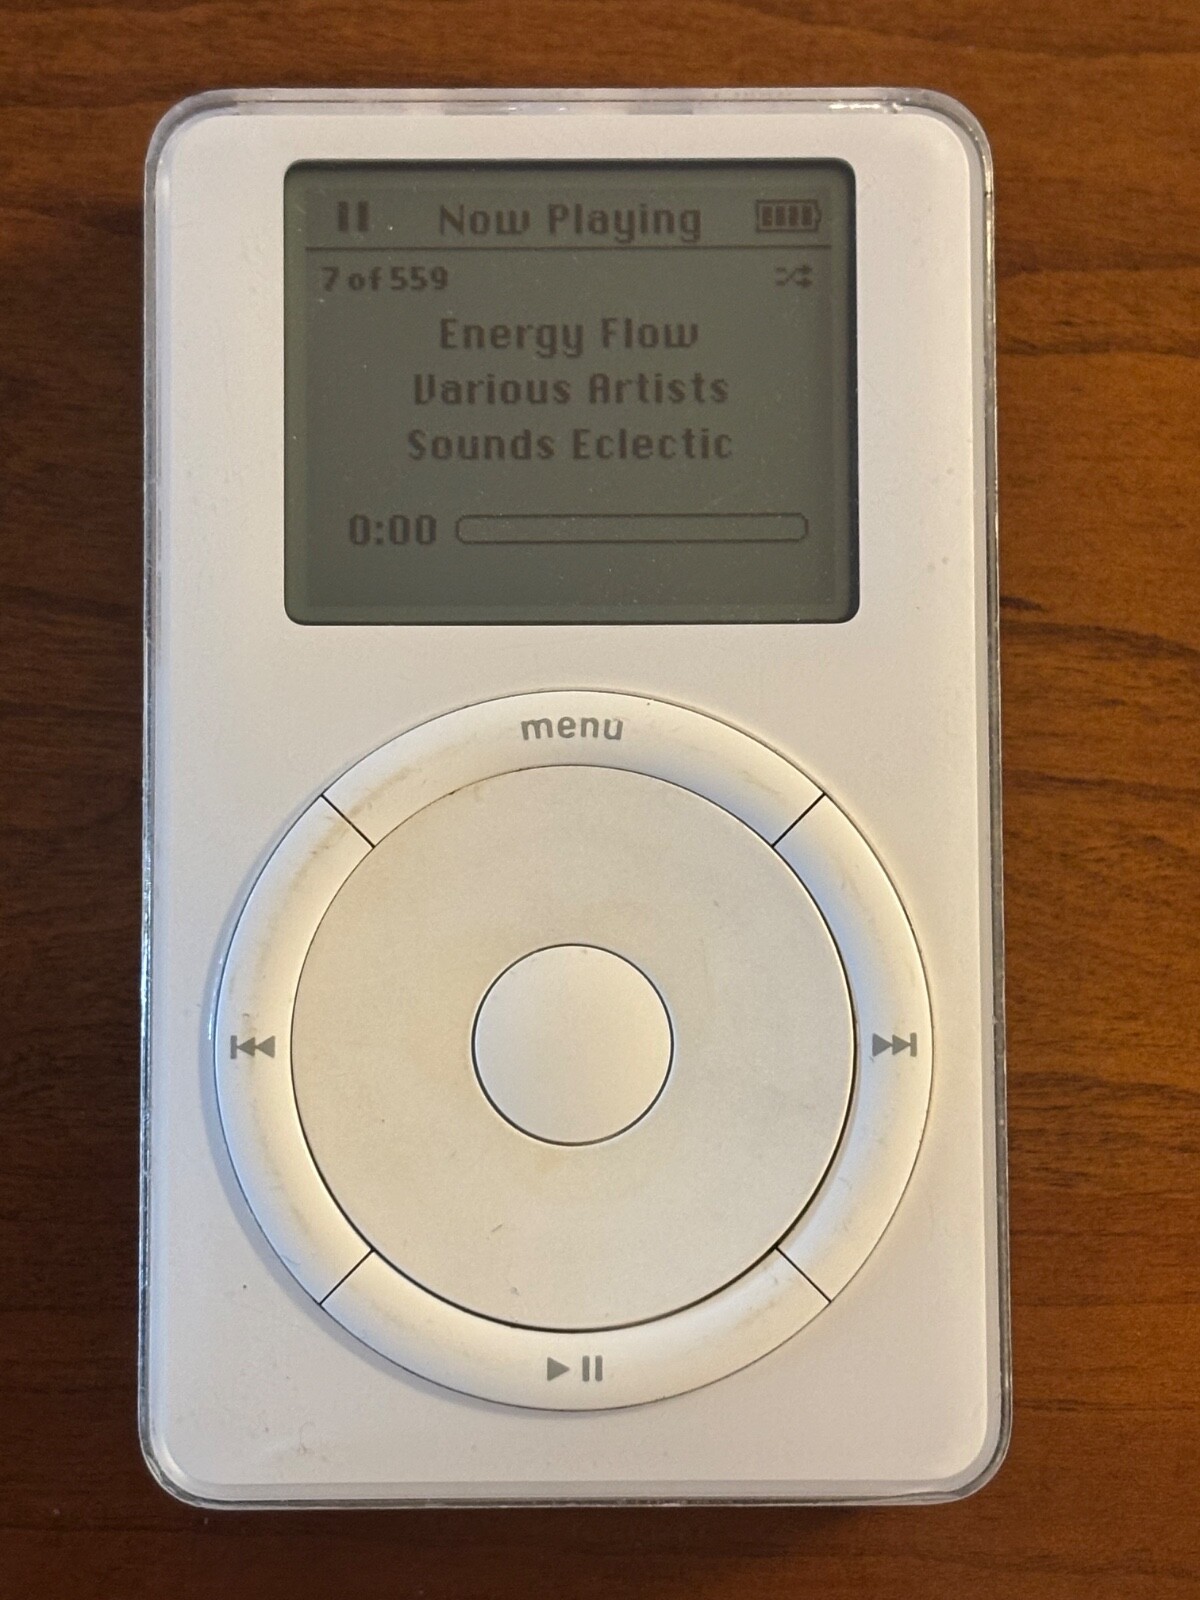 Now Playing
7 of 559
Energy Flow
Various Artists
Sounds Eclectic
0:00
menu